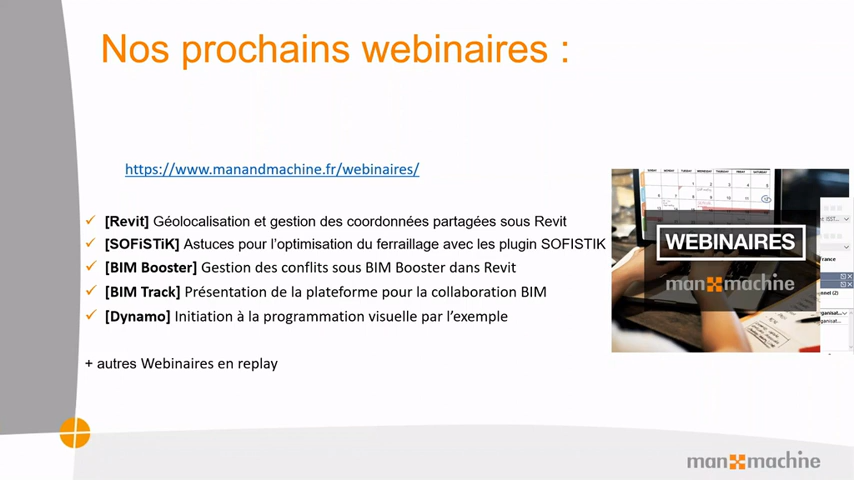 Nos prochains webinaires :
https://www.manandmachine.fr/webinaires/
[Revit] Géolocalisation et gestion des coordonnées partagées sous Revit
[SOFiSTiK] Astuces pour l'optimisation du ferraillage avec les plugin SOFISTIK
[BIM Booster] Gestion des conflits sous BIM Booster dans Revit
[BIM Track] Présentation de la plateforme pour la collaboration BIM
[Dynamo] Initiation à la programmation visuelle par l'exemple
+ autres Webinaires en replay
WEBINAIRES
man machine
man machine